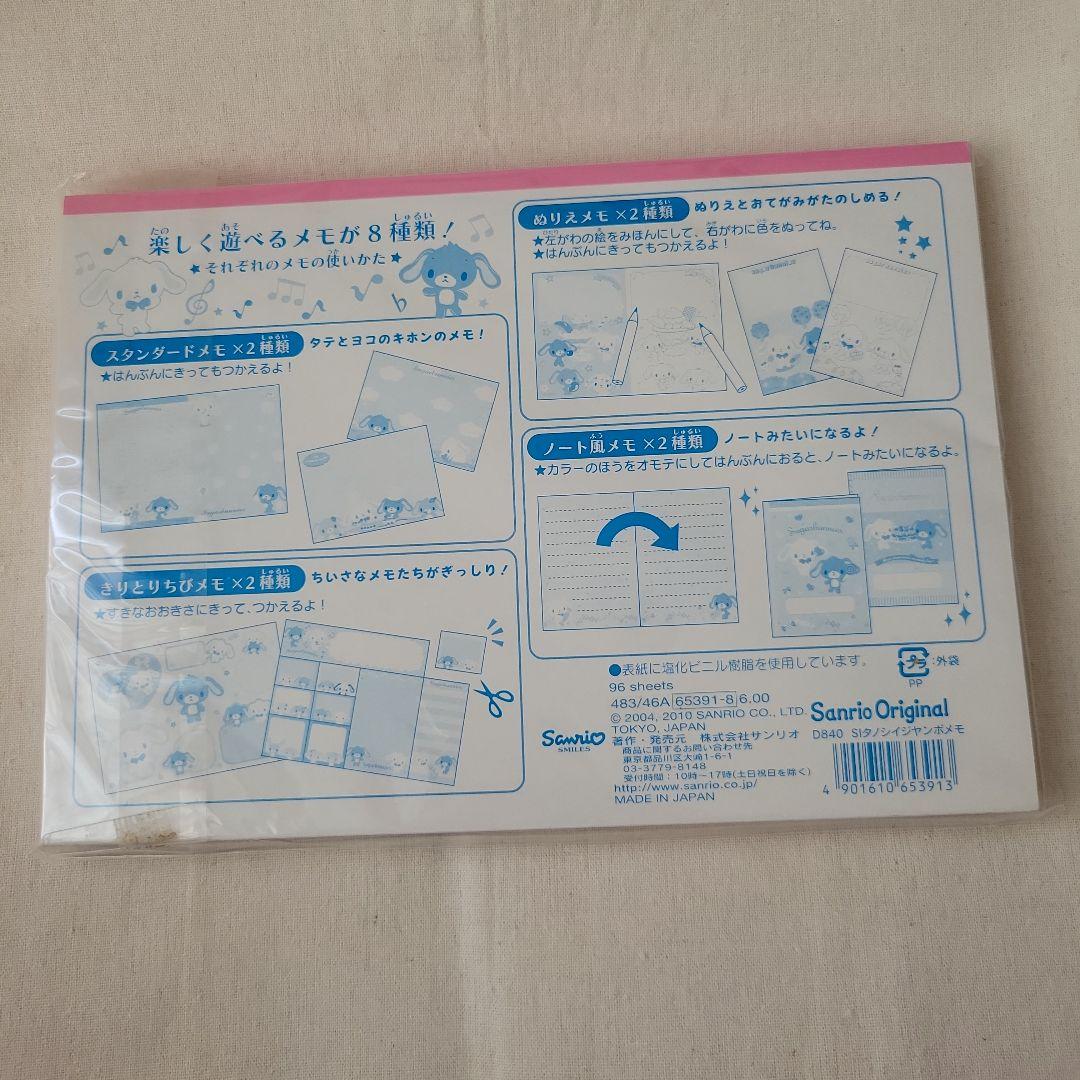 楽しく遊べるメモが8種類！
★それぞれのメモの使いかた★
スタンダードメモ×2種類 タテとヨコのキホンのメモ！
★はんぶんにきってもつかえるよ！
きりとりちびメモ×2種類 ちいさなメモたちがぎっしり！
★すきなおおきさにきって、つかえるよ！
ぬりえメモ×2種類 ぬりえとおてがみがたのしめる！
★左がわの絵をみほんにして、右がわに色をぬってね。
★はんぶんにきってもつかえるよ！
ノート風メモ×2種類 ノートみたいになるよ！
★カラーのほうをオモテにしてはんぶんにおると、ノートみたいになるよ。
●表紙に塩化ビニル樹脂を使用しています。
プラ :外袋
PP
96 sheets
483/46A 65391-8 6.00
© 2004, 2010 SANRIO CO., LTD.
TOKYO, JAPAN
著作・発売元 株式会社サンリオ
商品に関するお問い合わせ先
東京都品川区大崎1-6-1
03-3779-8148
受付時間：10時〜17時(土日祝日を除く)
http://www.sanrio.co.jp/
MADE IN JAPAN
Sanrio
SMILES
Sanrio Original
D840 SIタノシイジヤンボメモ
4 901610 653913